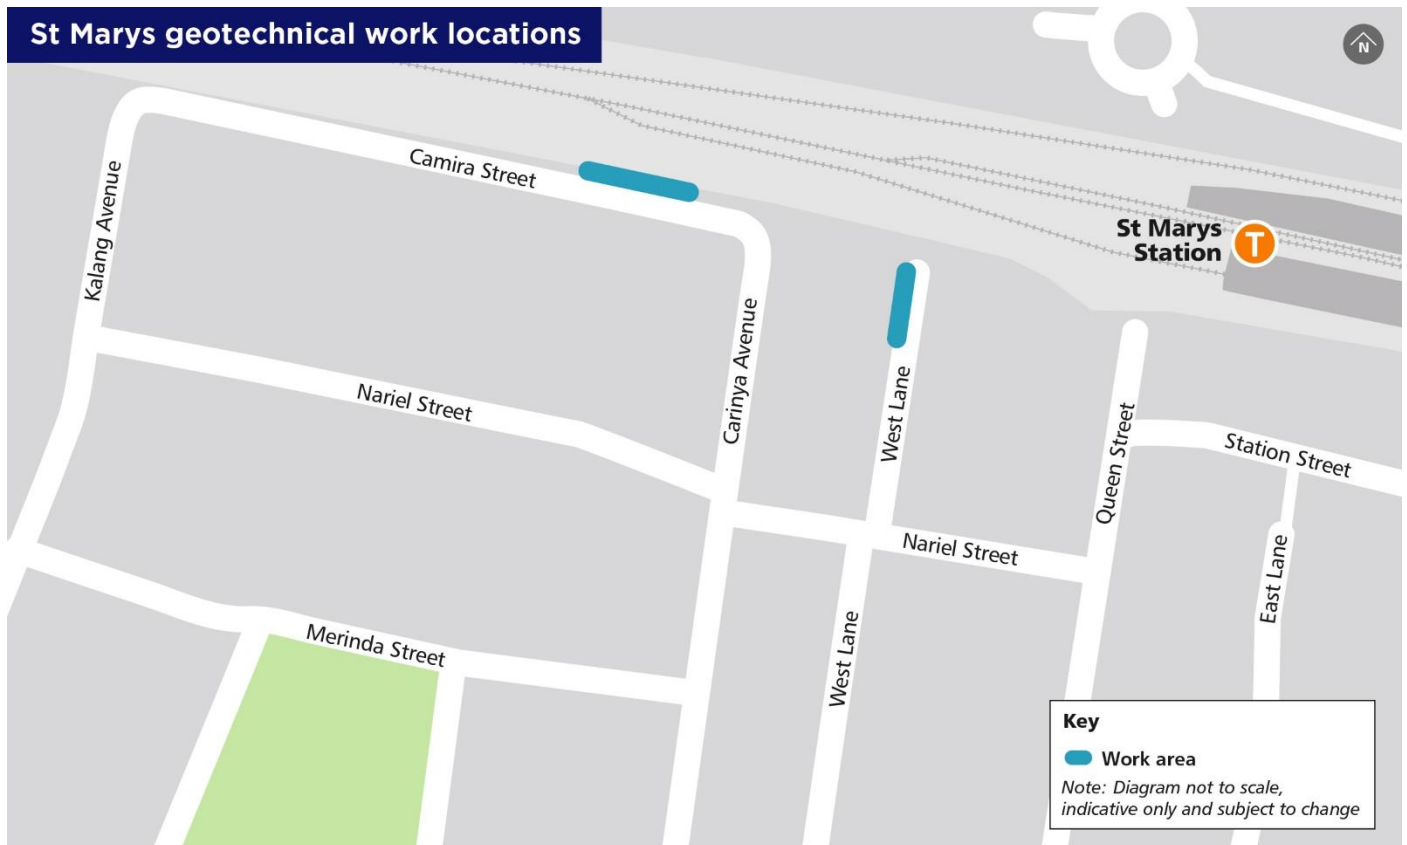 St Marys geotechnical work locations
N
Camira Street
Kalang Avenue
St Marys
Station
T
Carinya Avenue
Nariel Street
West Lane
Queen Street
Station Street
Nariel Street
East Lane
Merinda Street
West Lane
Key
Work area
Note: Diagram not to scale,
indicative only and subject to change